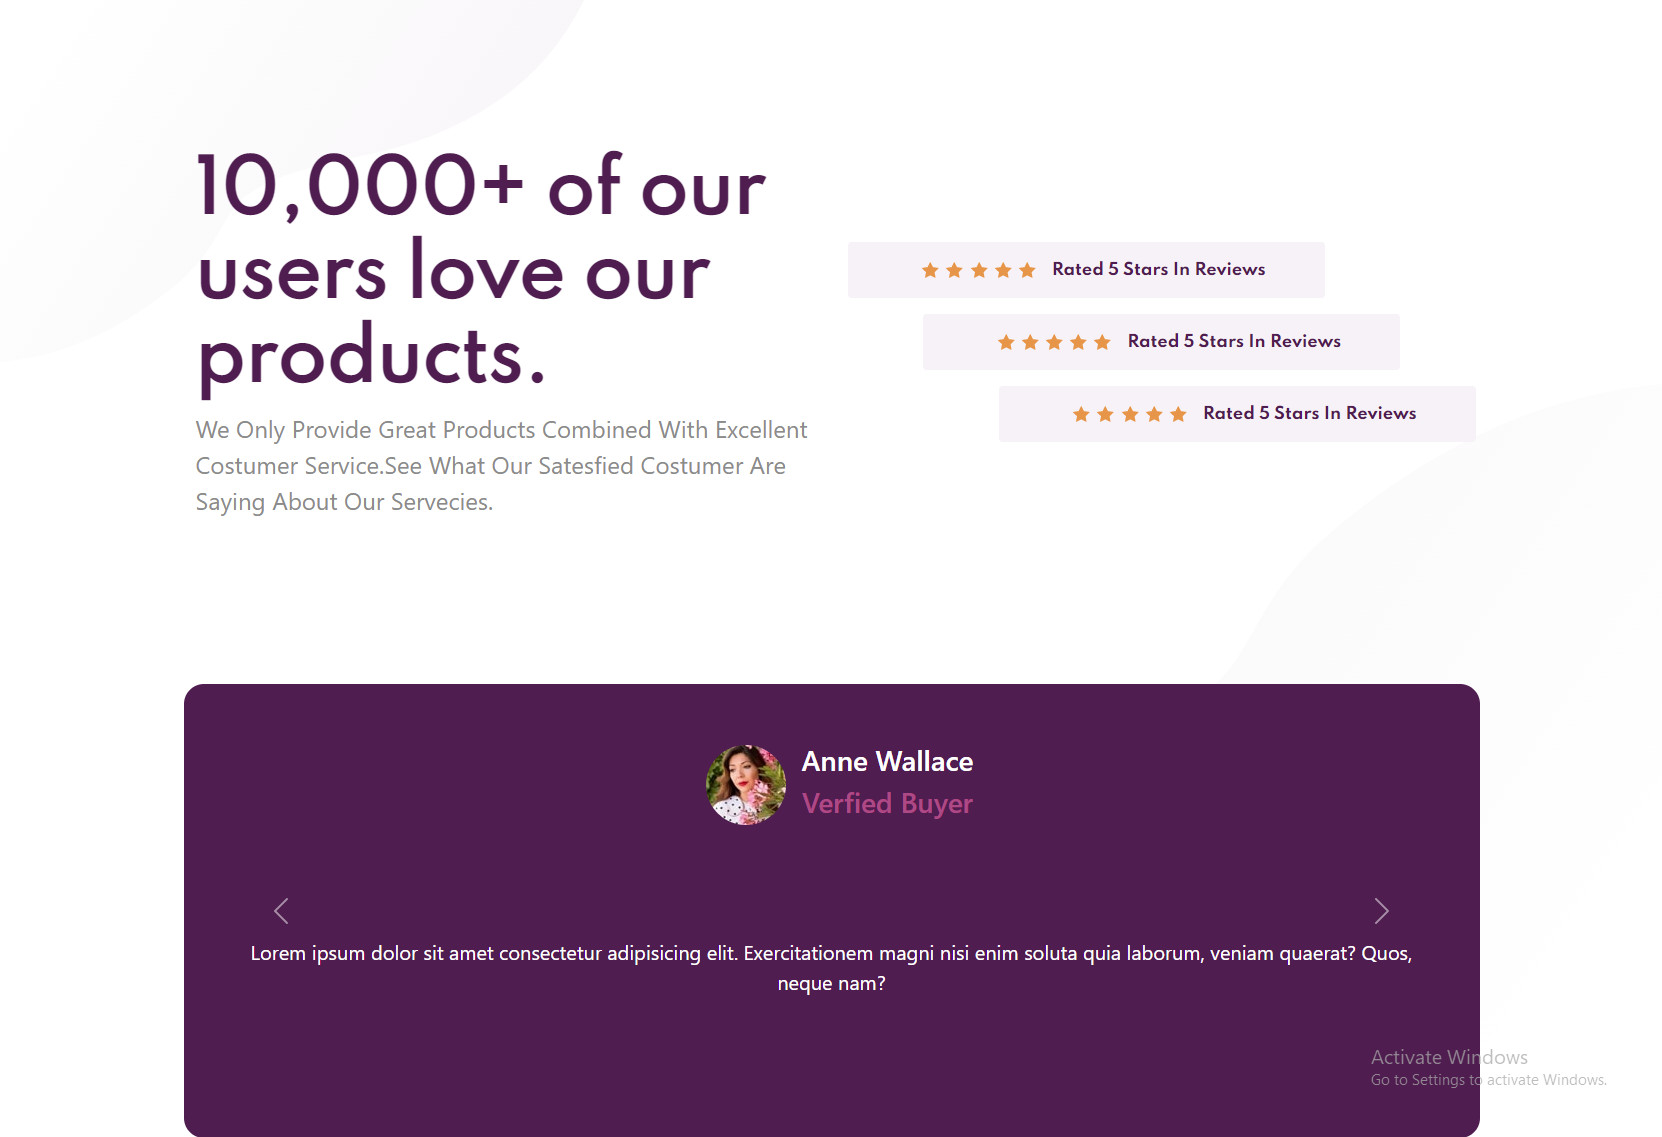 10,000+ of our
users love our
products.
We Only Provide Great Products Combined With Excellent
Costumer Service.See What Our Satesfied Costumer Are
Saying About Our Servecies.
Rated 5 Stars In Reviews
Rated 5 Stars In Reviews
Rated 5 Stars In Reviews
Anne Wallace
Verfied Buyer
Lorem ipsum dolor sit amet consectetur adipisicing elit. Exercitationem magni nisi enim soluta quia laborum, veniam quaerat? Quos,
neque nam?
Activate Windows
Go to Settings to activate Windows.